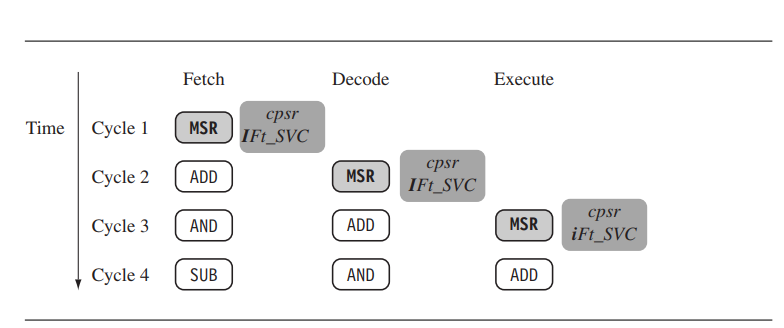 Fetch Decode Execute
Time Cycle 1 MSR cpsr
IFt_SVC
Cycle 2 ADD MSR cpsr
IFt_SVC
Cycle 3 AND ADD MSR cpsr
iFt_SVC
Cycle 4 SUB AND ADD